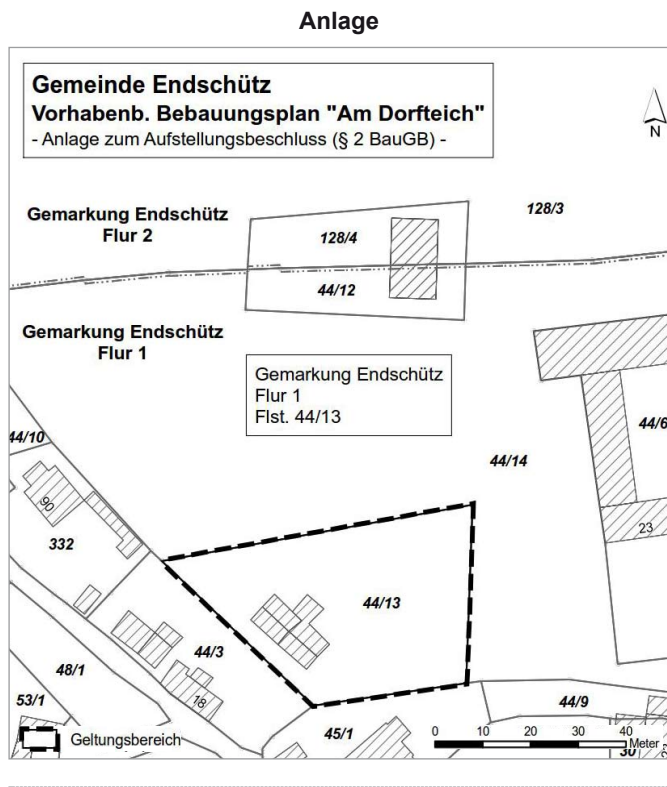 Anlage
Gemeinde Endschütz
Vorhabenb. Bebauungsplan "Am Dorfteich"
- Anlage zum Aufstellungsbeschluss (§ 2 BauGB) -
N
Gemarkung Endschütz
Flur 2
128/4
128/3
44/12
Gemarkung Endschütz
Flur 1
Gemarkung Endschütz
Flur 1
Flst. 44/13
44/10
44/6
44/14
90
23
332
44/13
44/3
48/1
18
53/1
44/9
45/1
Geltungsbereich
0 10 20 30 40
Meter
30